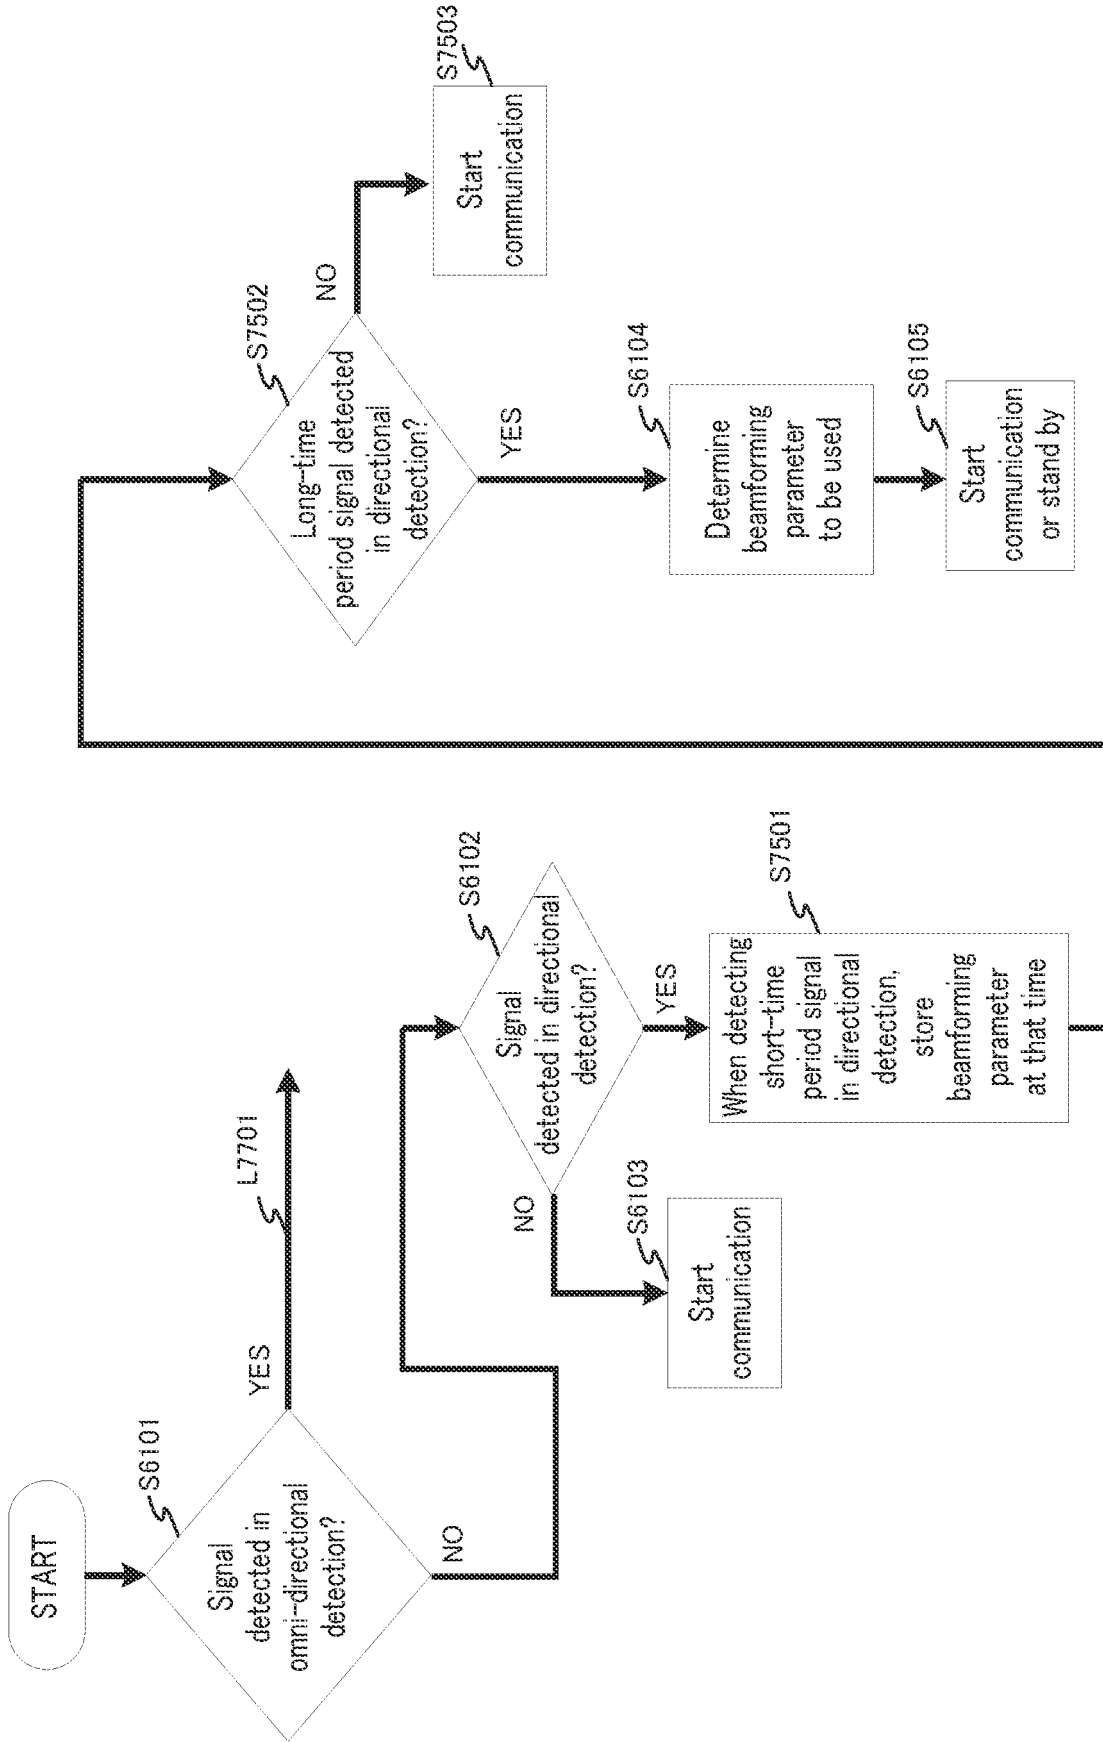 START
S6101
Signal
detected in
omni-directional
detection?
YES
L7701
NO
S6102
Signal
detected in directional
detection?
NO
S6103
Start
communication
YES
S7501
When detecting
short-time
period signal
in directional
detection,
store
beamforming
parameter
at that time
S7502
Long-time
period signal detected
in directional
detection?
NO
S7503
Start
communication
YES
S6104
Determine
beamforming
parameter
to be used
S6105
Start
communication
or stand by